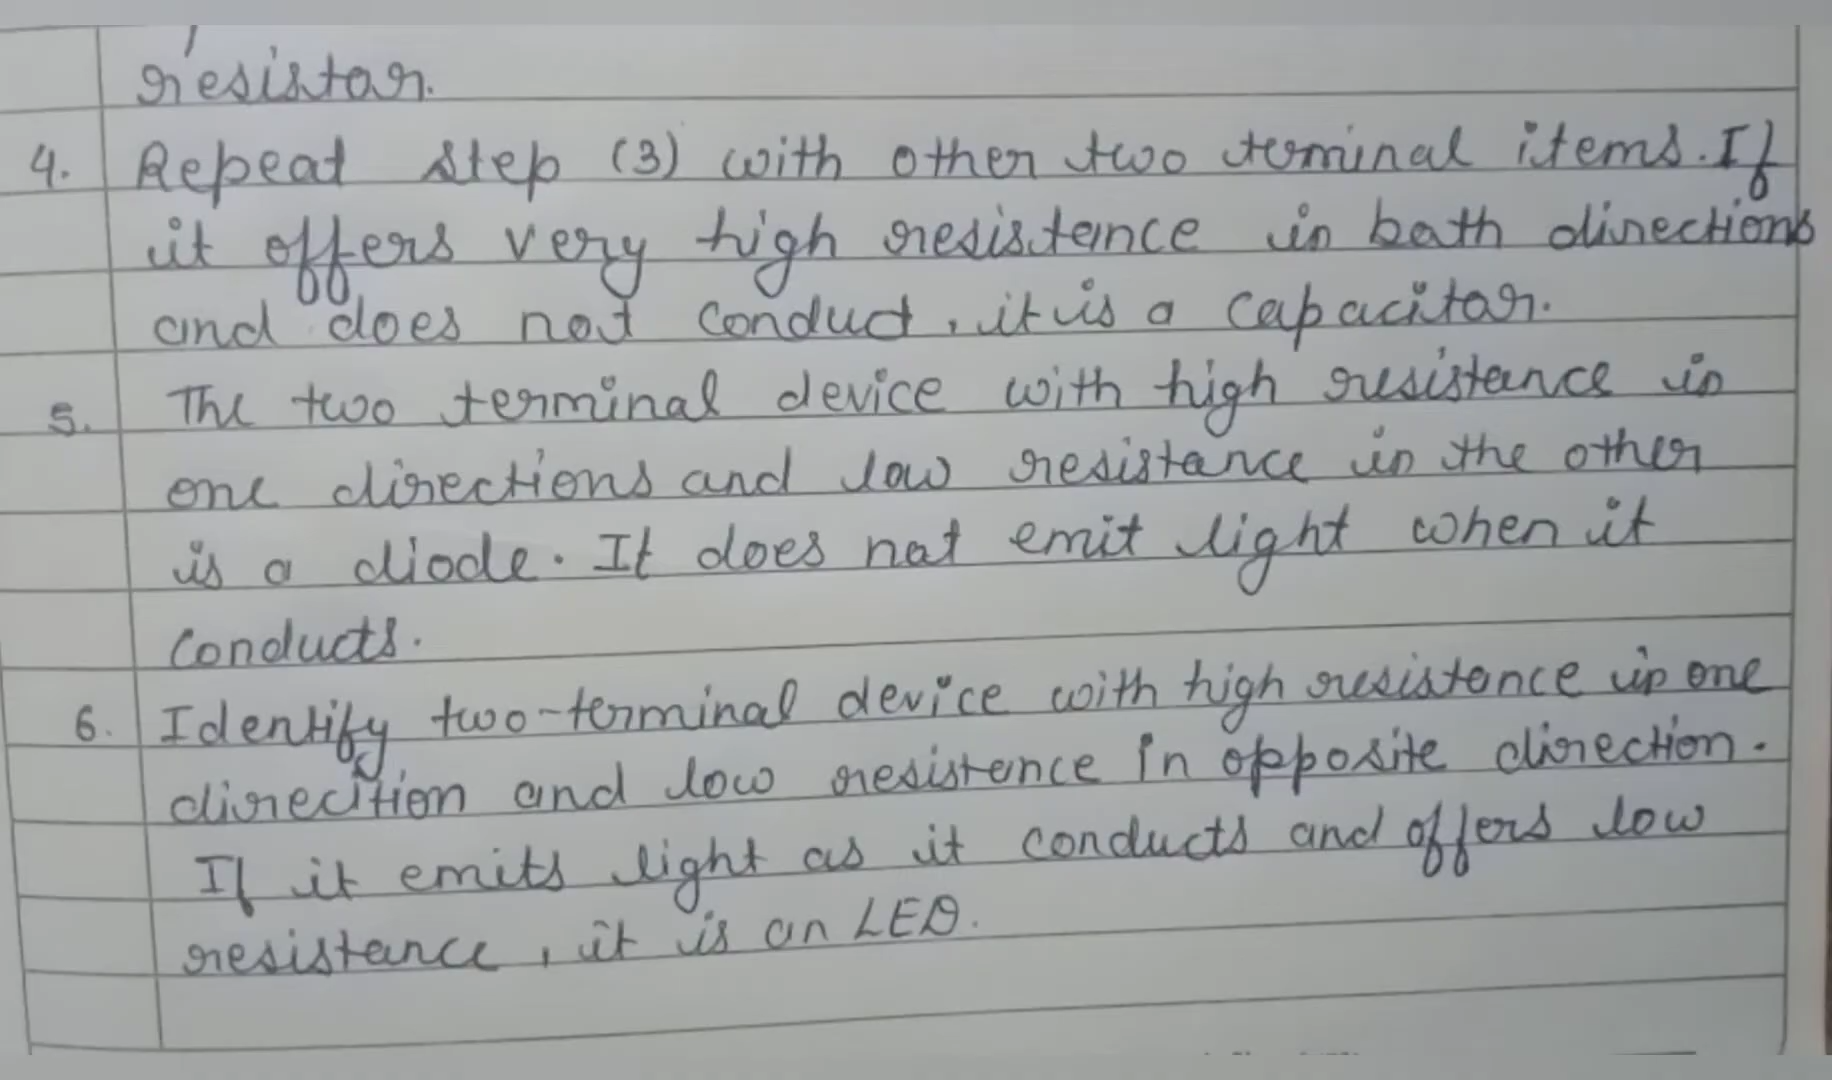 resistor.
4. Repeat step (3) with other two terminal items. If
it offers very high resistence in both directions
and does not conduct, it is a capacitor.
5. The two terminal device with high resistance in
one directions and low resistance in the other
is a diode. It does not emit light when it
conducts.
6. Identify two-terminal device with high resistance in one
direcition and low resistence in opposite direction.
If it emits light as it conducts and offers low
resistance, it is an LED.